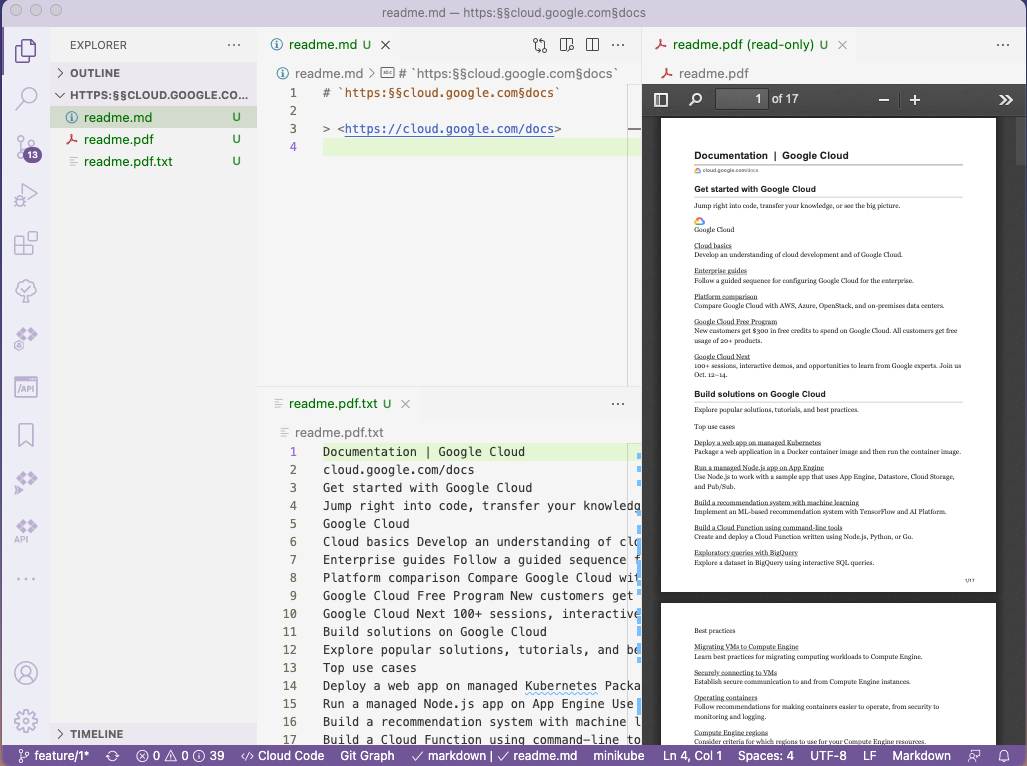 readme.md — https:§§cloud.google.com§docs
EXPLORER
OUTLINE
HTTPS:§§CLOUD.GOOGLE.CO...
readme.md U
readme.pdf U
readme.pdf.txt U
13
/API
API
TIMELINE
readme.md U
readme.md > # `https:§§cloud.google.com§docs`
1 # `https:§§cloud.google.com§docs`
2
3 > <https://cloud.google.com/docs>
4
readme.pdf.txt U
readme.pdf.txt
1 Documentation | Google Cloud
2 cloud.google.com/docs
3 Get started with Google Cloud
4 Jump right into code, transfer your knowledg
5 Google Cloud
6 Cloud basics Develop an understanding of clo
7 Enterprise guides Follow a guided sequence f
8 Platform comparison Compare Google Cloud wit
9 Google Cloud Free Program New customers get
10 Google Cloud Next 100+ sessions, interactive
11 Build solutions on Google Cloud
12 Explore popular solutions, tutorials, and be
13 Top use cases
14 Deploy a web app on managed Kubernetes Packa
15 Run a managed Node.js app on App Engine Use
16 Build a recommendation system with machine l
17 Build a Cloud Function using command-line to
readme.pdf (read-only) U
readme.pdf
1 of 17
Documentation | Google Cloud
cloud.google.com/docs
Get started with Google Cloud
Jump right into code, transfer your knowledge, or see the big picture.
Google Cloud
Cloud basics
Develop an understanding of cloud development and of Google Cloud.
Enterprise guides
Follow a guided sequence for configuring Google Cloud for the enterprise.
Platform comparison
Compare Google Cloud with AWS, Azure, OpenStack, and on-premises data centers.
Google Cloud Free Program
New customers get $300 in free credits to spend on Google Cloud. All customers get free
usage of 20+ products.
Google Cloud Next
100+ sessions, interactive demos, and opportunities to learn from Google experts. Join us
Oct. 12–14.
Build solutions on Google Cloud
Explore popular solutions, tutorials, and best practices.
Top use cases
Deploy a web app on managed Kubernetes
Package a web application in a Docker container image and then run the container image.
Run a managed Node.js app on App Engine
Use Node.js to work with a sample app that uses App Engine, Datastore, Cloud Storage,
and Pub/Sub.
Build a recommendation system with machine learning
Implement an ML-based recommendation system with TensorFlow and AI Platform.
Build a Cloud Function using command-line tools
Create and deploy a Cloud Function written using Node.js, Python, or Go.
Exploratory queries with BigQuery
Explore a dataset in BigQuery using interactive SQL queries.
1/17
Best practices
Migrating VMs to Compute Engine
Learn best practices for migrating computing workloads to Compute Engine.
Securely connecting to VMs
Establish secure communication to and from Compute Engine instances.
Operating containers
Follow recommendations for making containers easier to operate, from security to
monitoring and logging.
Compute Engine regions
Consider criteria for which regions to use for your Compute Engine resources.
feature/1* 0 0 39 Cloud Code Git Graph markdown | readme.md minikube Ln 4, Col 1 Spaces: 4 UTF-8 LF Markdown